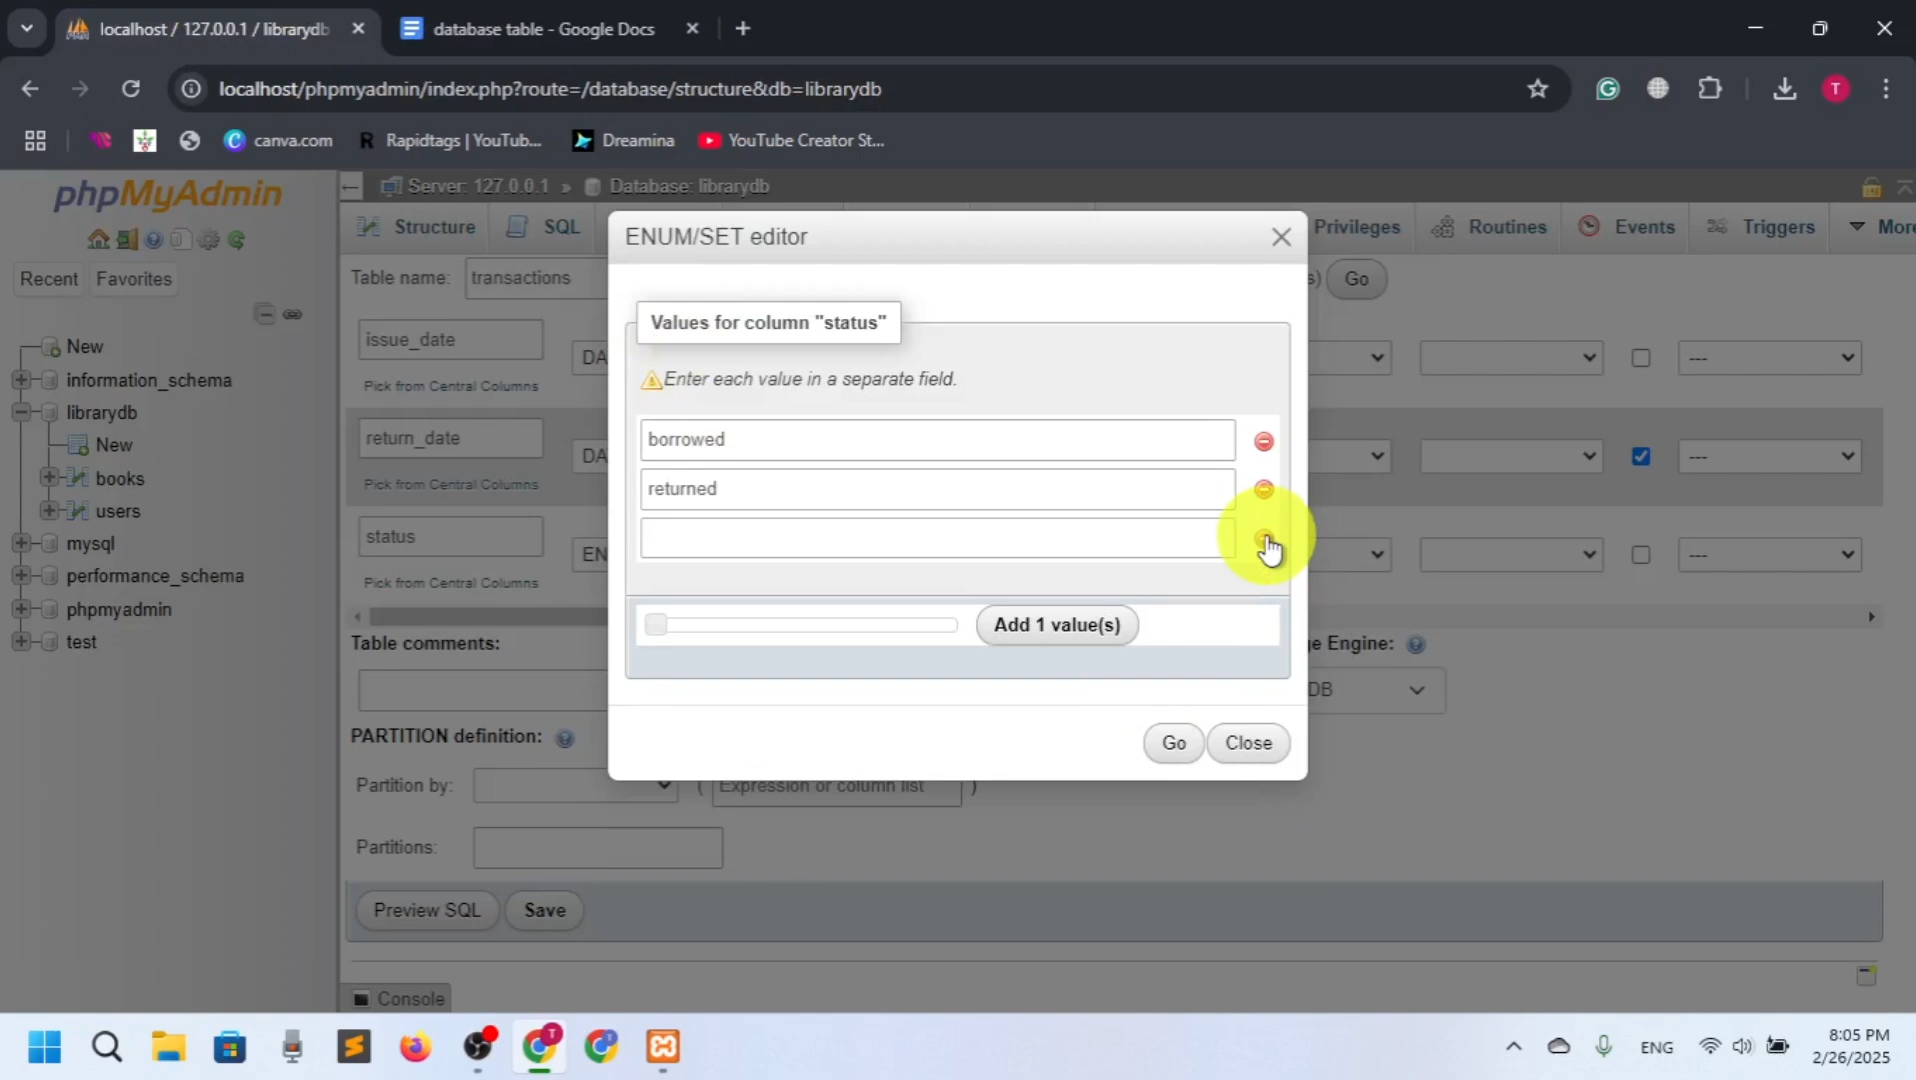 localhost / 127.0.0.1 / librarydb
database table - Google Docs
localhost/phpmyadmin/index.php?route=/database/structure&db=librarydb
canva.com
Rapidtags | YouTub...
Dreamina
YouTube Creator St...
phpMyAdmin
Recent
Favorites
New
information_schema
librarydb
New
books
users
mysql
performance_schema
phpmyadmin
test
Server: 127.0.0.1 » Database: librarydb
Structure
SQL
Privileges
Routines
Events
Triggers
More
Table name: transactions
s) Go
issue_date
Pick from Central Columns
DA
---
return_date
Pick from Central Columns
DA
---
status
Pick from Central Columns
EN
---
Table comments:
ge Engine:
DB
PARTITION definition:
Partition by:
( Expression or column list )
Partitions:
Preview SQL
Save
Console
ENUM/SET editor
Values for column "status"
Enter each value in a separate field.
borrowed
returned
Add 1 value(s)
Go
Close
T
ENG
8:05 PM
2/26/2025